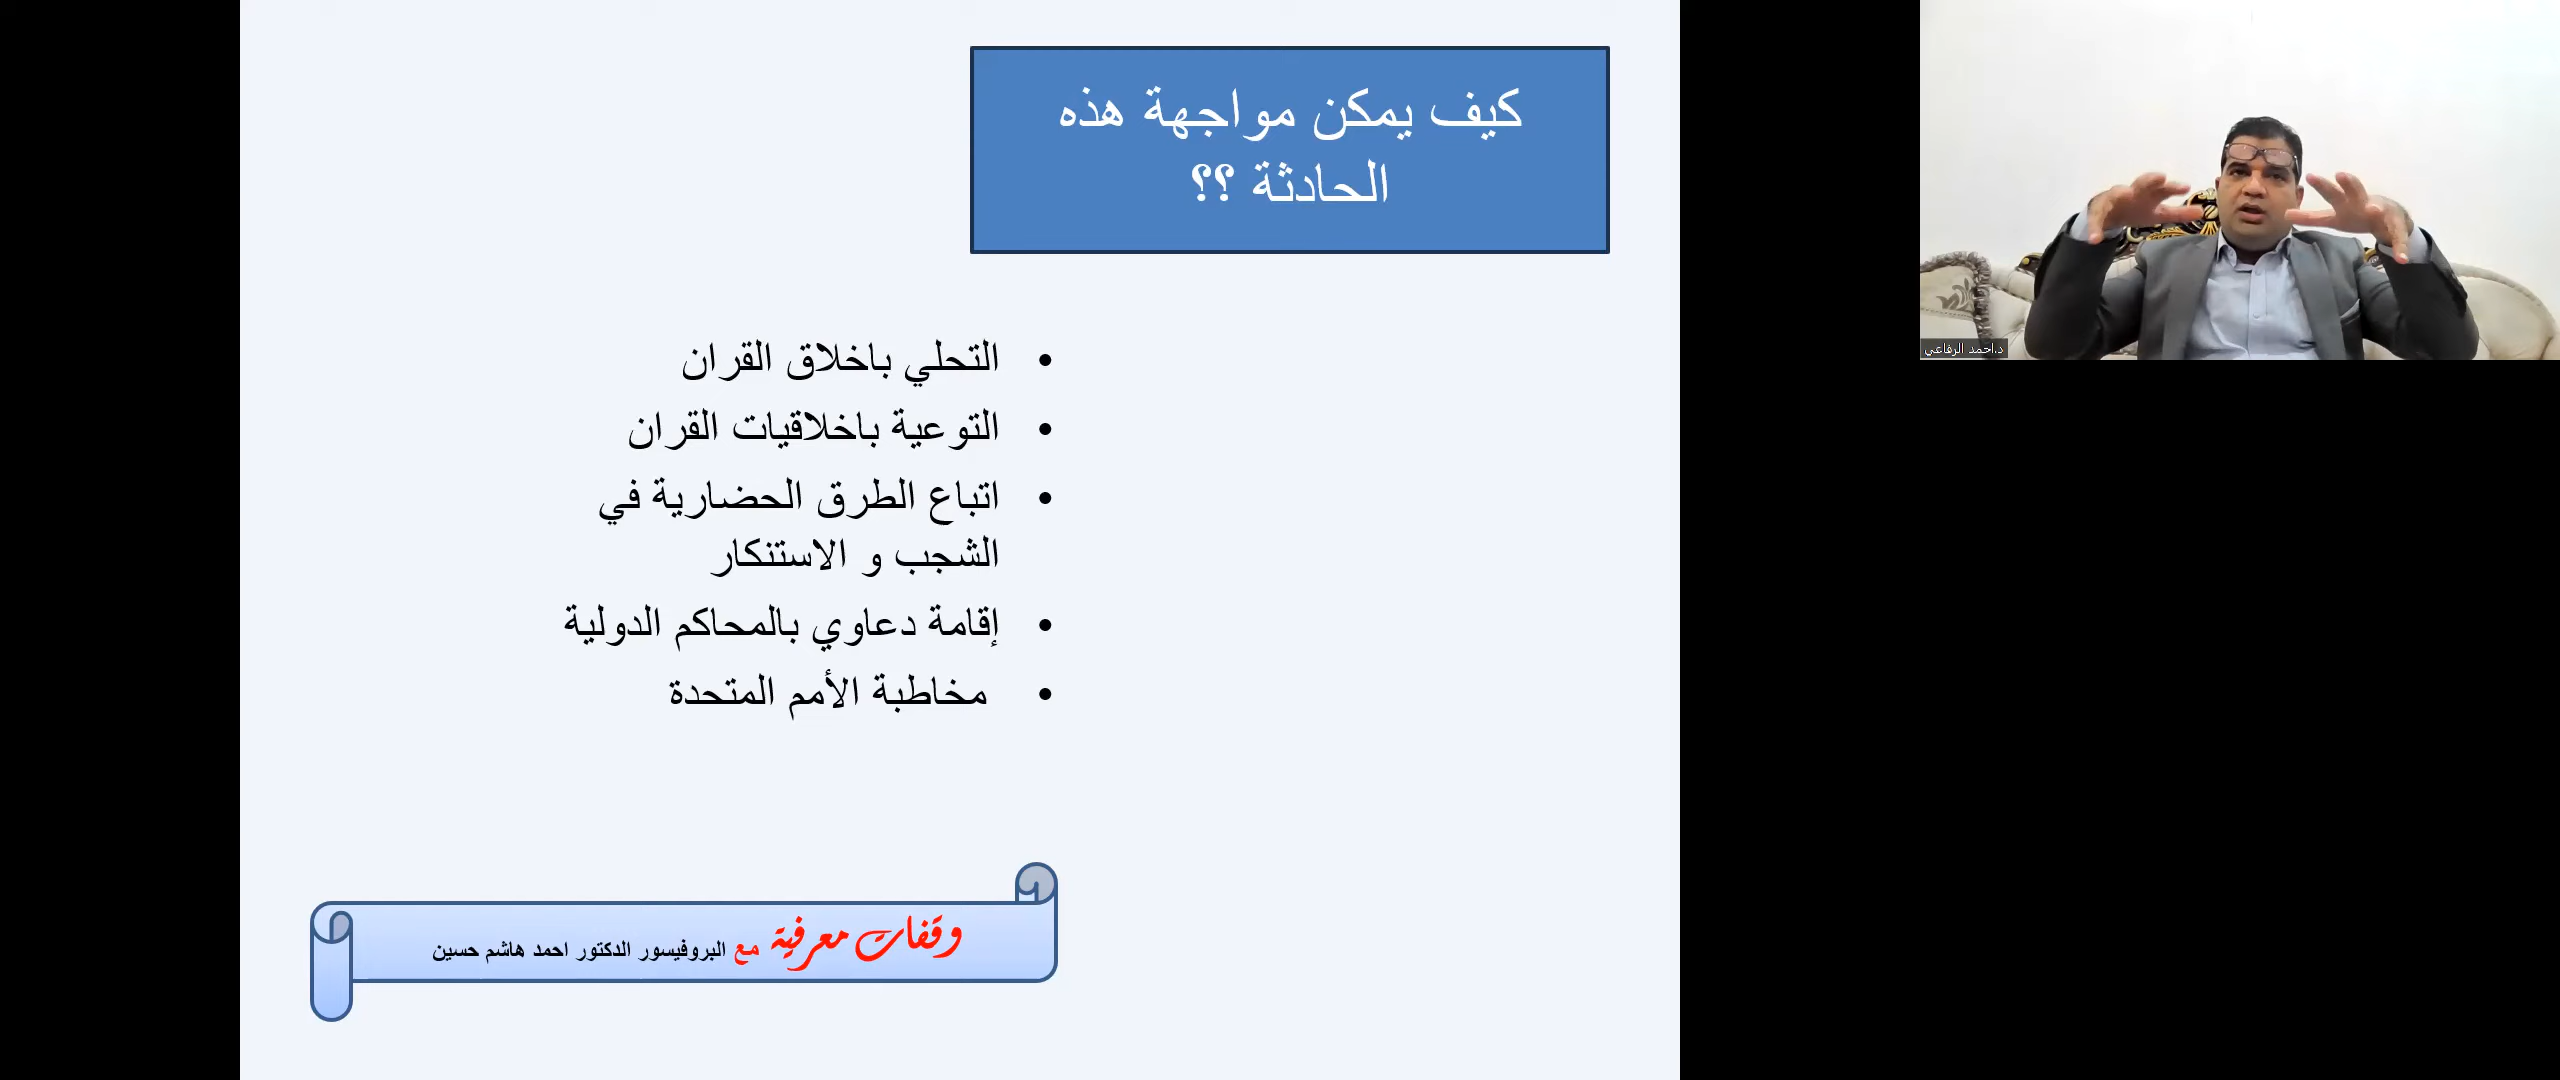 كيف يمكن مواجهة هذه
الحادثة ؟؟
• التحلي باخلاق القران
• التوعية باخلاقيات القران
• اتباع الطرق الحضارية في
الشجب و الاستنكار
• إقامة دعاوي بالمحاكم الدولية
• مخاطبة الأمم المتحدة
وقفات معرفية مع البروفيسور الدكتور احمد هاشم حسين
د.احمد الرفاعي